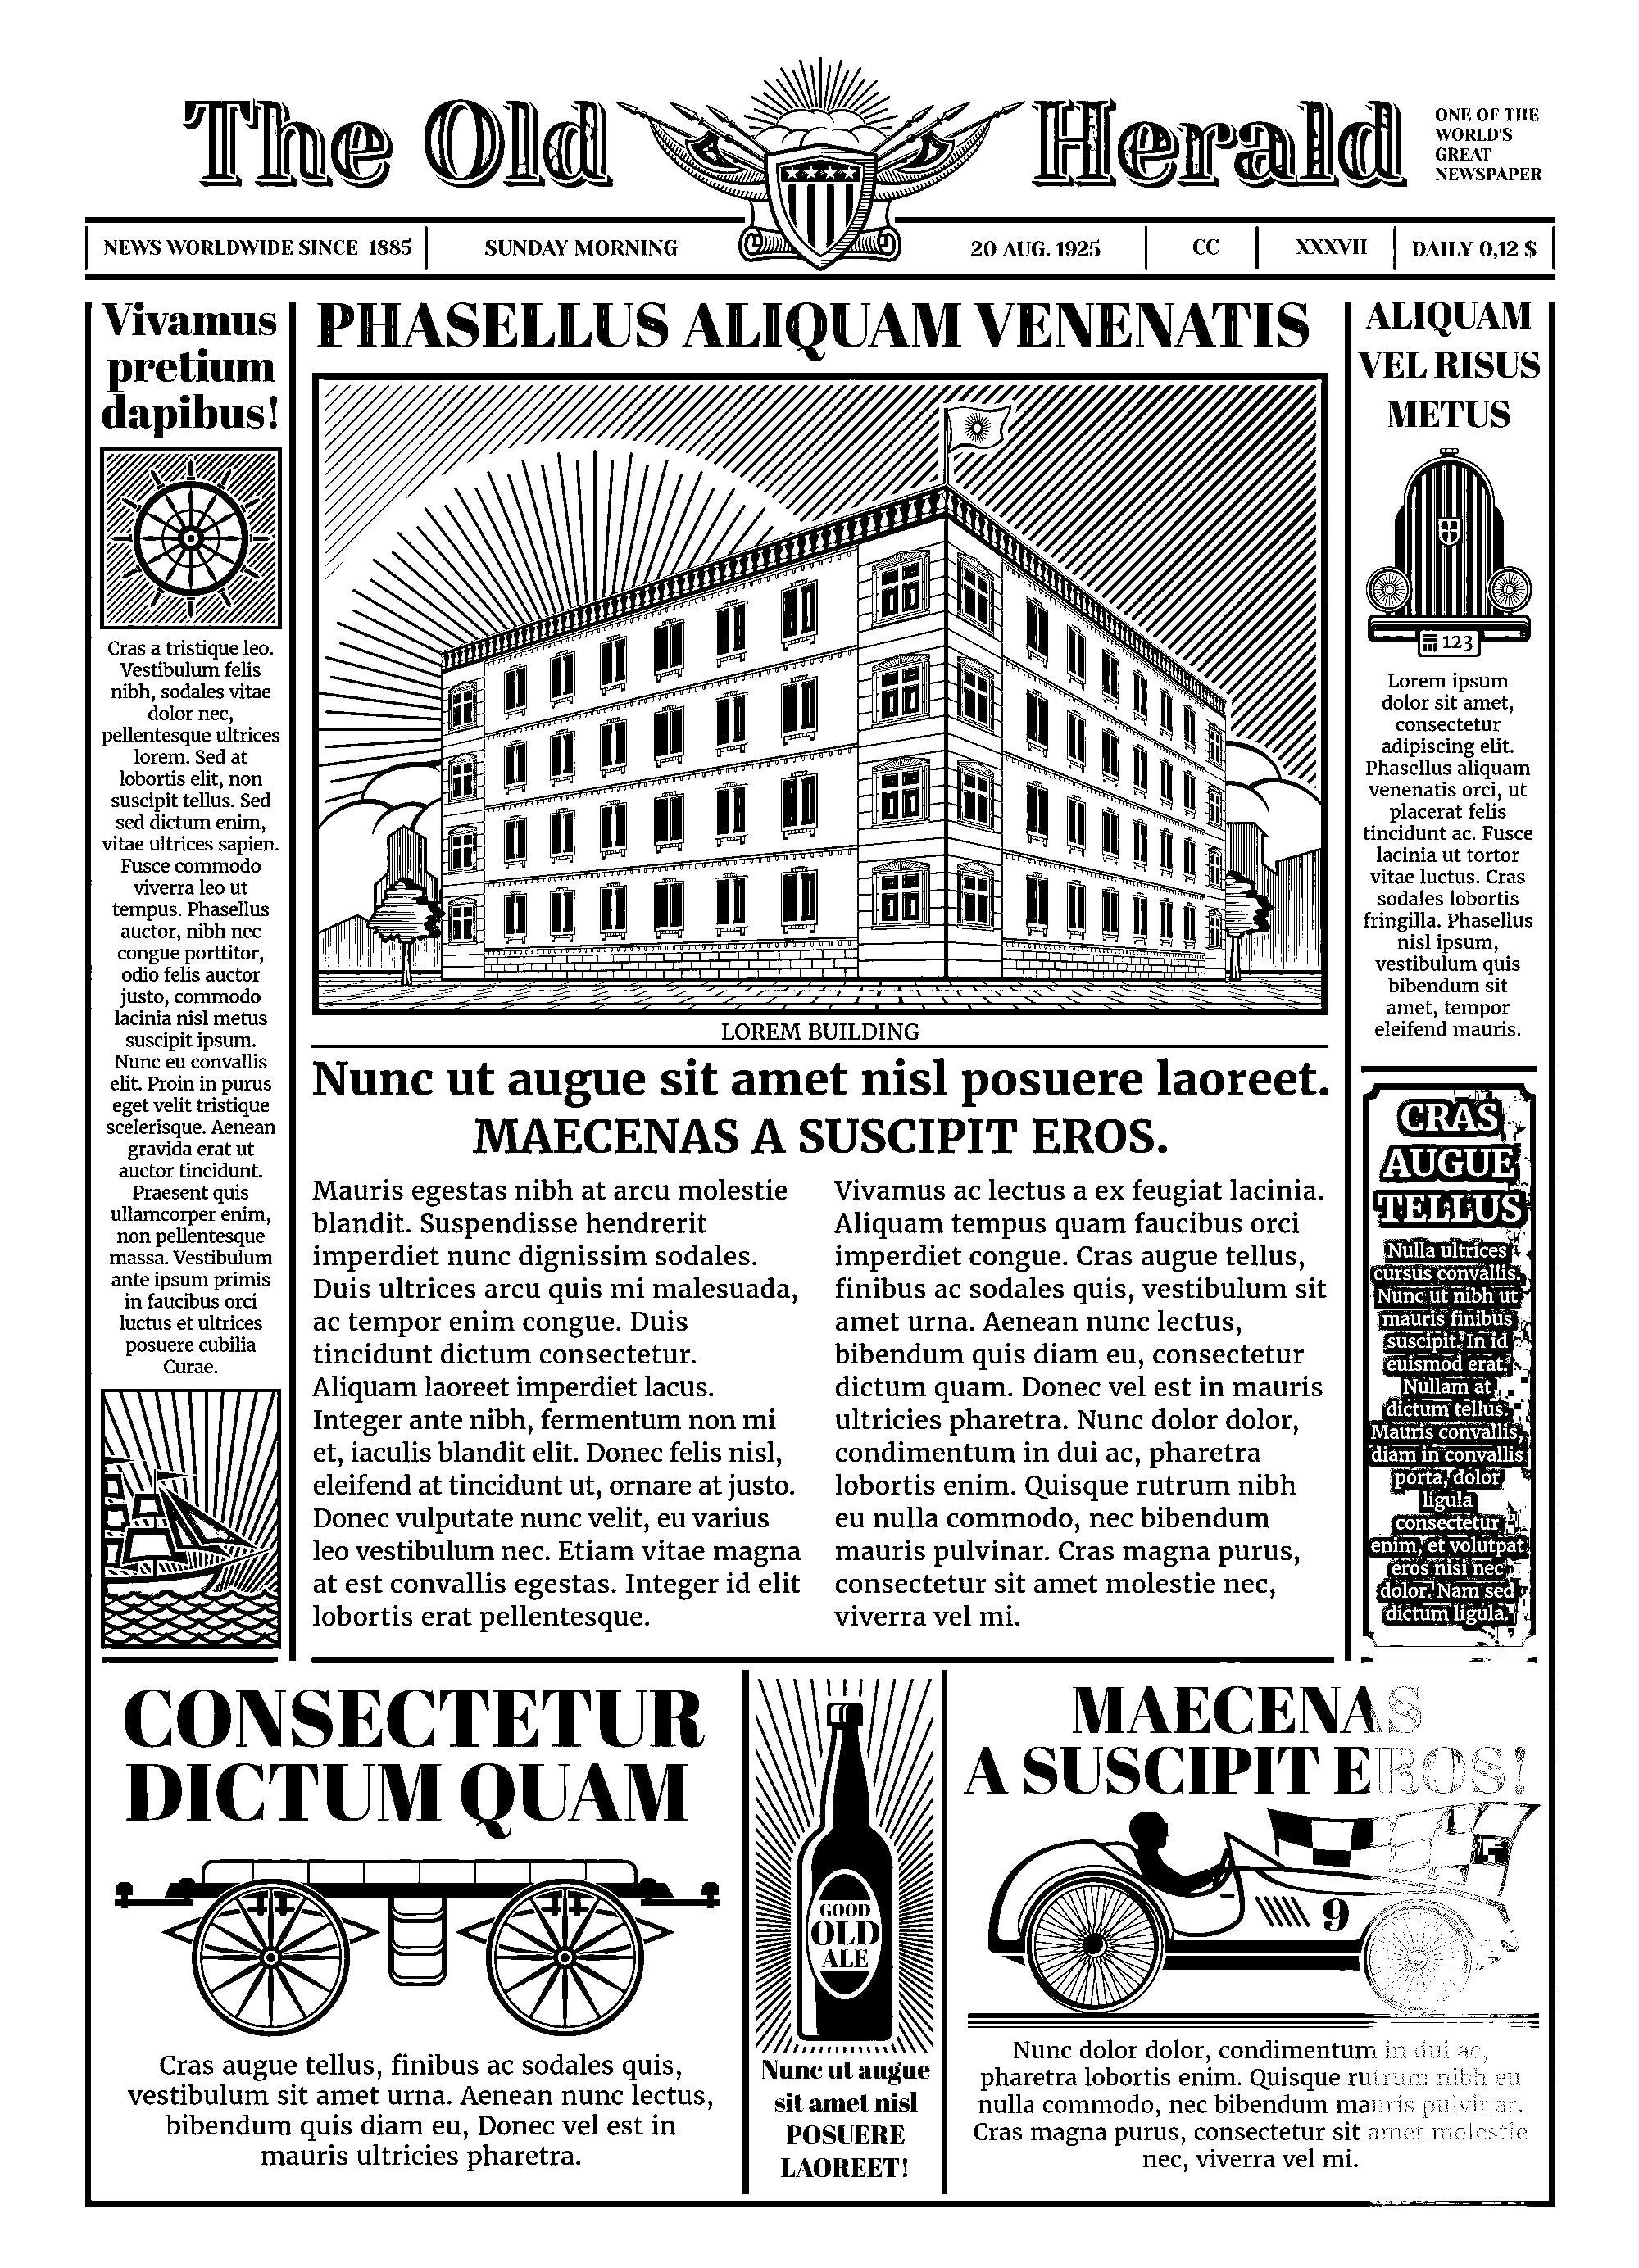 The Old Herald
ONE OF THE
WORLD'S
GREAT
NEWSPAPER
NEWS WORLDWIDE SINCE 1885
SUNDAY MORNING
20 AUG. 1925
CC
XXXVII
DAILY 0,12 $
Vivamus
pretium
dapibus!
Cras a tristique leo.
Vestibulum felis
nibh, sodales vitae
dolor nec,
pellentesque ultrices
lorem. Sed at
lobortis elit, non
suscipit tellus. Sed
sed dictum enim,
vitae ultrices sapien.
Fusce commodo
viverra leo ut
tempus. Phasellus
auctor, nibh nec
congue porttitor,
odio felis auctor
justo, commodo
lacinia nisl metus
suscipit ipsum.
Nunc eu convallis
elit. Proin in purus
eget velit tristique
scelerisque. Aenean
gravida erat ut
auctor tincidunt.
Praesent quis
ullamcorper enim,
non pellentesque
massa. Vestibulum
ante ipsum primis
in faucibus orci
luctus et ultrices
posuere cubilia
Curae.
PHASELLUS ALIQUAM VENENATIS
LOREM BUILDING
Nunc ut augue sit amet nisl posuere laoreet.
MAECENAS A SUSCIPIT EROS.
Mauris egestas nibh at arcu molestie
blandit. Suspendisse hendrerit
imperdiet nunc dignissim sodales.
Duis ultrices arcu quis mi malesuada,
ac tempor enim congue. Duis
tincidunt dictum consectetur.
Aliquam laoreet imperdiet lacus.
Integer ante nibh, fermentum non mi
et, iaculis blandit elit. Donec felis nisl,
eleifend at tincidunt ut, ornare at justo.
Donec vulputate nunc velit, eu varius
leo vestibulum nec. Etiam vitae magna
at est convallis egestas. Integer id elit
lobortis erat pellentesque.
Vivamus ac lectus a ex feugiat lacinia.
Aliquam tempus quam faucibus orci
imperdiet congue. Cras augue tellus,
finibus ac sodales quis, vestibulum sit
amet urna. Aenean nunc lectus,
bibendum quis diam eu, consectetur
dictum quam. Donec vel est in mauris
ultricies pharetra. Nunc dolor dolor,
condimentum in dui ac, pharetra
lobortis enim. Quisque rutrum nibh
eu nulla commodo, nec bibendum
mauris pulvinar. Cras magna purus,
consectetur sit amet molestie nec,
viverra vel mi.
ALIQUAM
VEL RISUS
METUS
123
Lorem ipsum
dolor sit amet,
consectetur
adipiscing elit.
Phasellus aliquam
venenatis orci, ut
placerat felis
tincidunt ac. Fusce
lacinia ut tortor
vitae luctus. Cras
sodales lobortis
fringilla. Phasellus
nisl ipsum,
vestibulum quis
bibendum sit
amet, tempor
eleifend mauris.
CRAS
AUGUE
TELLUS
Nulla ultrices
cursus convallis.
Nunc ut nibh ut
mauris finibus
suscipit. In id
euismod erat.
Nullam at
dictum tellus.
Mauris convallis,
diam in convallis
porta, dolor
ligula
consectetur
enim, et volutpat
eros nisi nec
dolor. Nam sed
dictum ligula.
CONSECTETUR
DICTUM QUAM
Cras augue tellus, finibus ac sodales quis,
vestibulum sit amet urna. Aenean nunc lectus,
bibendum quis diam eu, Donec vel est in
mauris ultricies pharetra.
GOOD
OLD
ALE
Nunc ut augue
sit amet nisl
POSUERE
LAOREET!
MAECENAS
A SUSCIPIT EROS!
9
Nunc dolor dolor, condimentum in dui ac,
pharetra lobortis enim. Quisque rutrum nibh eu
nulla commodo, nec bibendum mauris pulvinar.
Cras magna purus, consectetur sit amet molestie
nec, viverra vel mi.